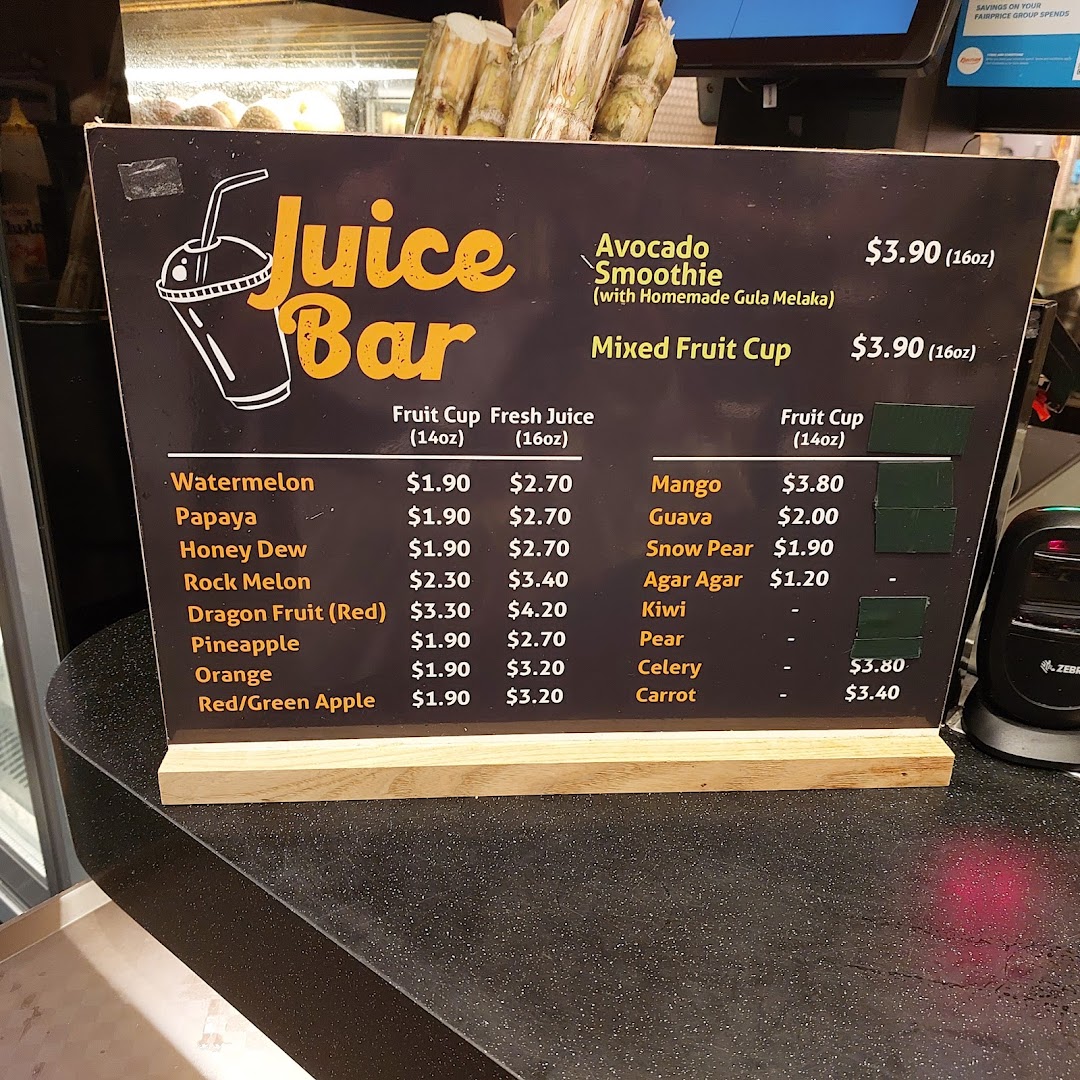 SAVINGS ON YOUR
FAIRPRICE GROUP SPENDS
Juice
Bar
Avocado
Smoothie
(with Homemade Gula Melaka)
$3.90 (16oz)
Mixed Fruit Cup $3.90 (16oz)
Fruit Cup Fresh Juice
(14oz) (16oz)
Watermelon $1.90 $2.70
Papaya $1.90 $2.70
Honey Dew $1.90 $2.70
Rock Melon $2.30 $3.40
Dragon Fruit (Red) $3.30 $4.20
Pineapple $1.90 $2.70
Orange $1.90 $3.20
Red/Green Apple $1.90 $3.20
Fruit Cup
(14oz)
Mango $3.80
Guava $2.00
Snow Pear $1.90
Agar Agar $1.20 -
Kiwi -
Pear -
Celery - $3.80
Carrot - $3.40